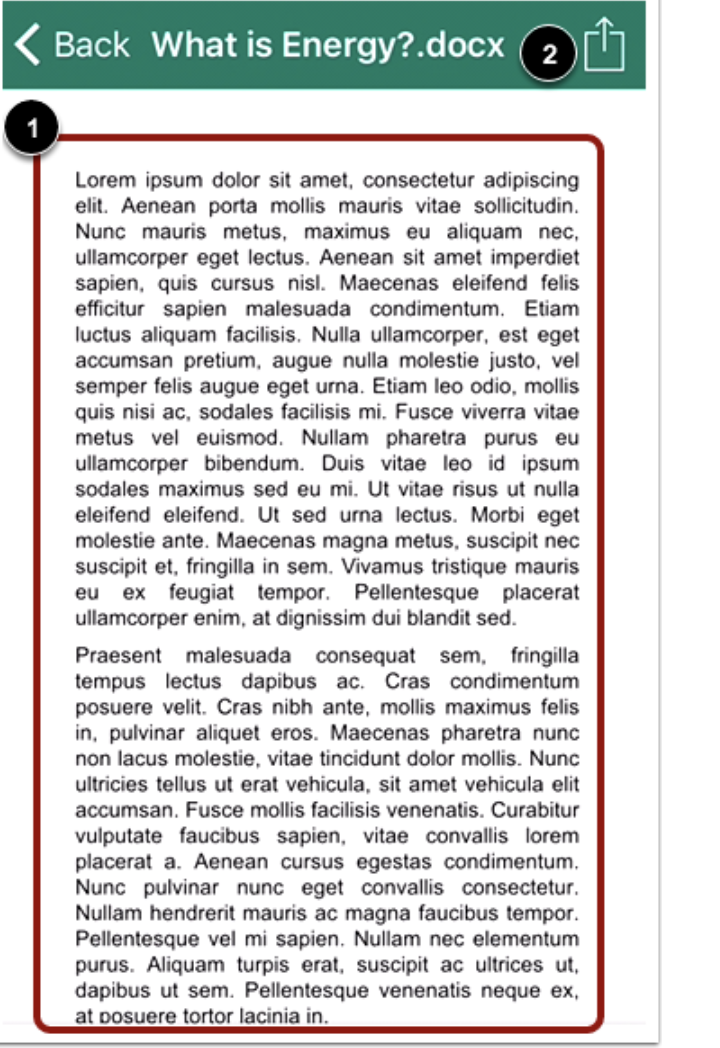 Back What is Energy?.docx 2
1
Lorem ipsum dolor sit amet, consectetur adipiscing
elit. Aenean porta mollis mauris vitae sollicitudin.
Nunc mauris metus, maximus eu aliquam nec,
ullamcorper eget lectus. Aenean sit amet imperdiet
sapien, quis cursus nisl. Maecenas eleifend felis
efficitur sapien malesuada condimentum. Etiam
luctus aliquam facilisis. Nulla ullamcorper, est eget
accumsan pretium, augue nulla molestie justo, vel
semper felis augue eget urna. Etiam leo odio, mollis
quis nisi ac, sodales facilisis mi. Fusce viverra vitae
metus vel euismod. Nullam pharetra purus eu
ullamcorper bibendum. Duis vitae leo id ipsum
sodales maximus sed eu mi. Ut vitae risus ut nulla
eleifend eleifend. Ut sed urna lectus. Morbi eget
molestie ante. Maecenas magna metus, suscipit nec
suscipit et, fringilla in sem. Vivamus tristique mauris
eu ex feugiat tempor. Pellentesque placerat
ullamcorper enim, at dignissim dui blandit sed.
Praesent malesuada consequat sem, fringilla
tempus lectus dapibus ac. Cras condimentum
posuere velit. Cras nibh ante, mollis maximus felis
in, pulvinar aliquet eros. Maecenas pharetra nunc
non lacus molestie, vitae tincidunt dolor mollis. Nunc
ultricies tellus ut erat vehicula, sit amet vehicula elit
accumsan. Fusce mollis facilisis venenatis. Curabitur
vulputate faucibus sapien, vitae convallis lorem
placerat a. Aenean cursus egestas condimentum.
Nunc pulvinar nunc eget convallis consectetur.
Nullam hendrerit mauris ac magna faucibus tempor.
Pellentesque vel mi sapien. Nullam nec elementum
purus. Aliquam turpis erat, suscipit ac ultrices ut,
dapibus ut sem. Pellentesque venenatis neque ex,
at posuere tortor lacinia in.